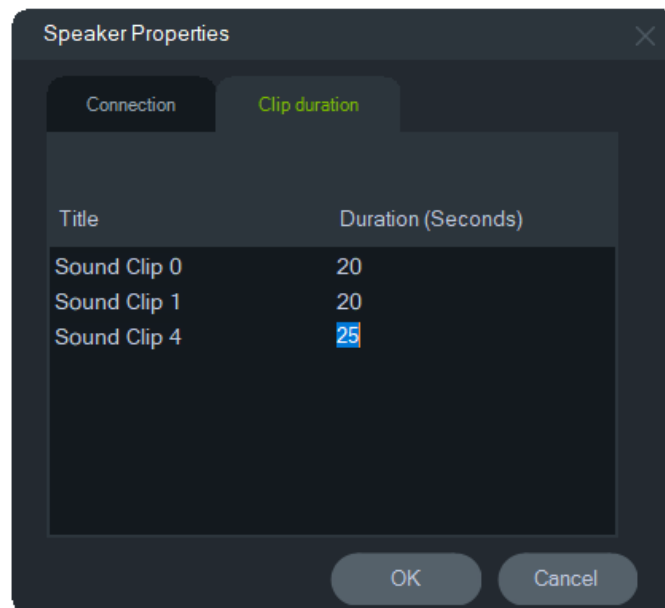 Speaker Properties
Connection Clip duration
Title Duration (Seconds)
Sound Clip 0 20
Sound Clip 1 20
Sound Clip 4 25
OK Cancel